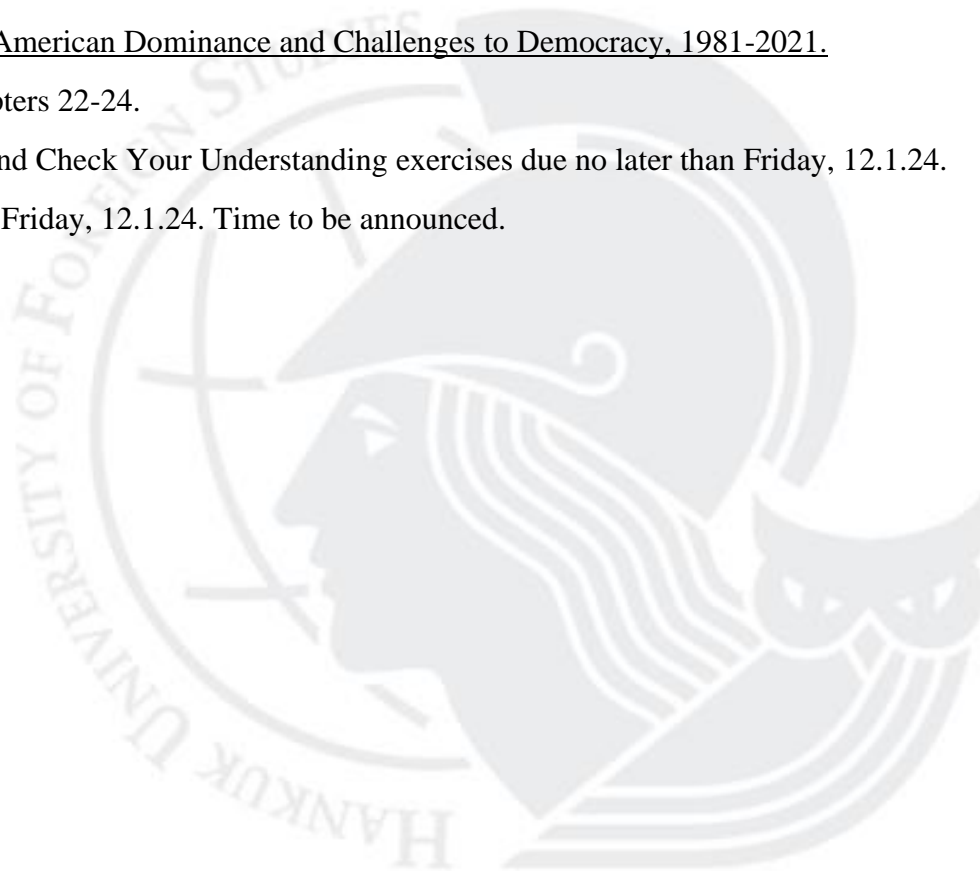 American Dominance and Challenges to Democracy, 1981-2021.
ters 22-24.
nd Check Your Understanding exercises due no later than Friday, 12.1.24.
Friday, 12.1.24. Time to be announced.
HANKUK UNIVERSITY OF FOREIGN STUDIES